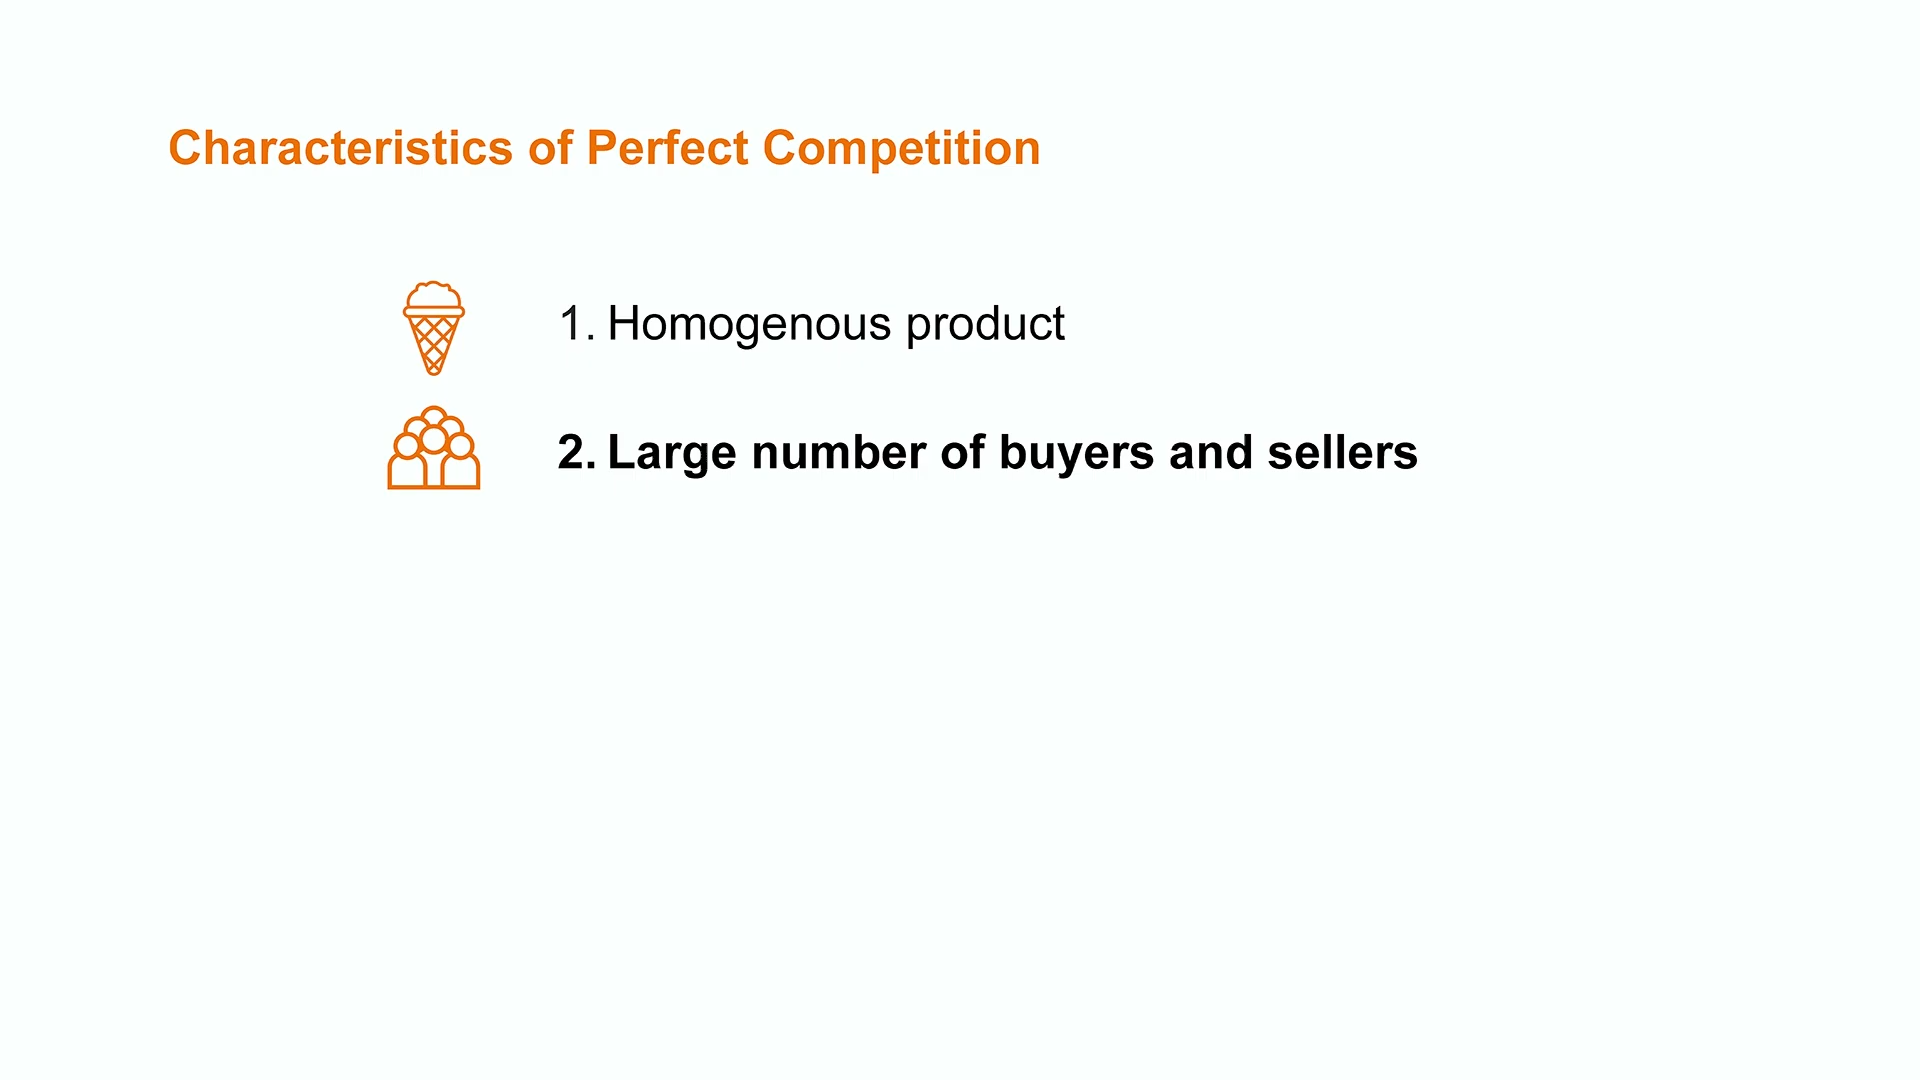 Characteristics of Perfect Competition
1. Homogenous product
2. Large number of buyers and sellers